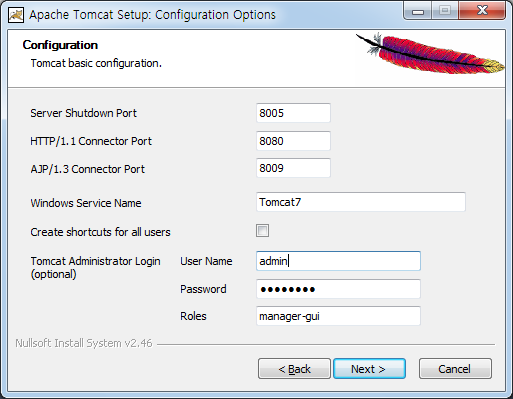 Apache Tomcat Setup: Configuration Options
Configuration
Tomcat basic configuration.
Server Shutdown Port 8005
HTTP/1.1 Connector Port 8080
AJP/1.3 Connector Port 8009
Windows Service Name Tomcat7
Create shortcuts for all users
Tomcat Administrator Login User Name admin
(optional)
Password ●●●●●●●●
Roles manager-gui
Nullsoft Install System v2.46
< Back Next > Cancel